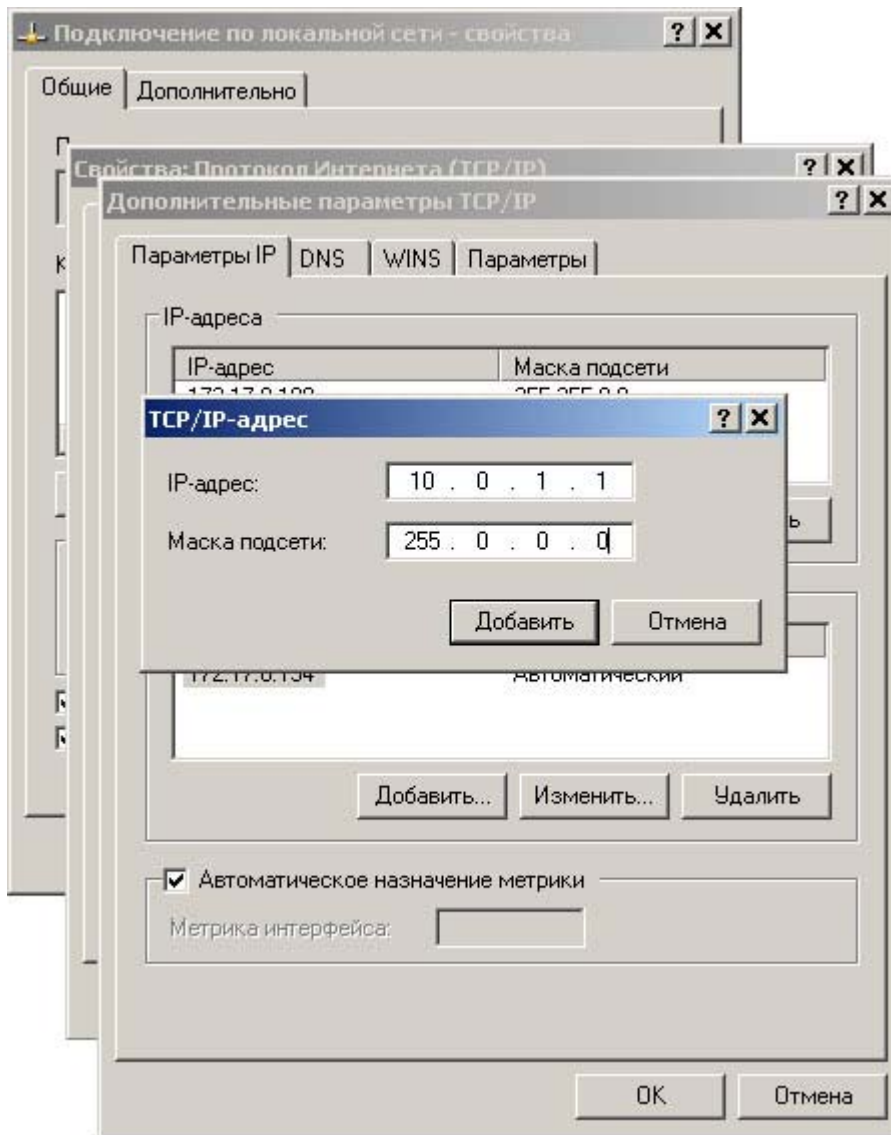 Подключение по локальной сети - свойства
Общие
Дополнительно
Свойства: Протокол Интернета (TCP/IP)
Дополнительные параметры TCP/IP
Параметры IP
DNS
WINS
Параметры
IP-адреса
IP-адрес
Маска подсети
TCP/IP-адрес
IP-адрес:
10 . 0 . 1 . 1
Маска подсети:
255 . 0 . 0 . 0
Добавить
Отмена
Автоматический
Добавить...
Изменить...
Удалить
Автоматическое назначение метрики
Метрика интерфейса:
OK
Отмена